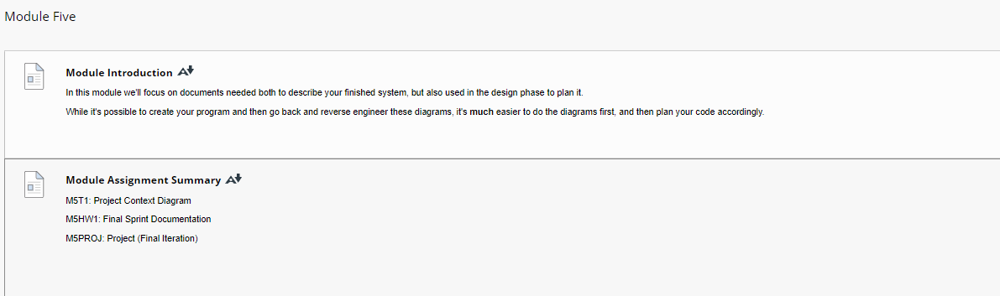 Module Five
Module Introduction
In this module we'll focus on documents needed both to describe your finished system, but also used in the design phase to plan it.
While it's possible to create your program and then go back and reverse engineer these diagrams, it's much easier to do the diagrams first, and then plan your code accordingly.
Module Assignment Summary
M5T1: Project Context Diagram
M5HW1: Final Sprint Documentation
M5PROJ: Project (Final Iteration)